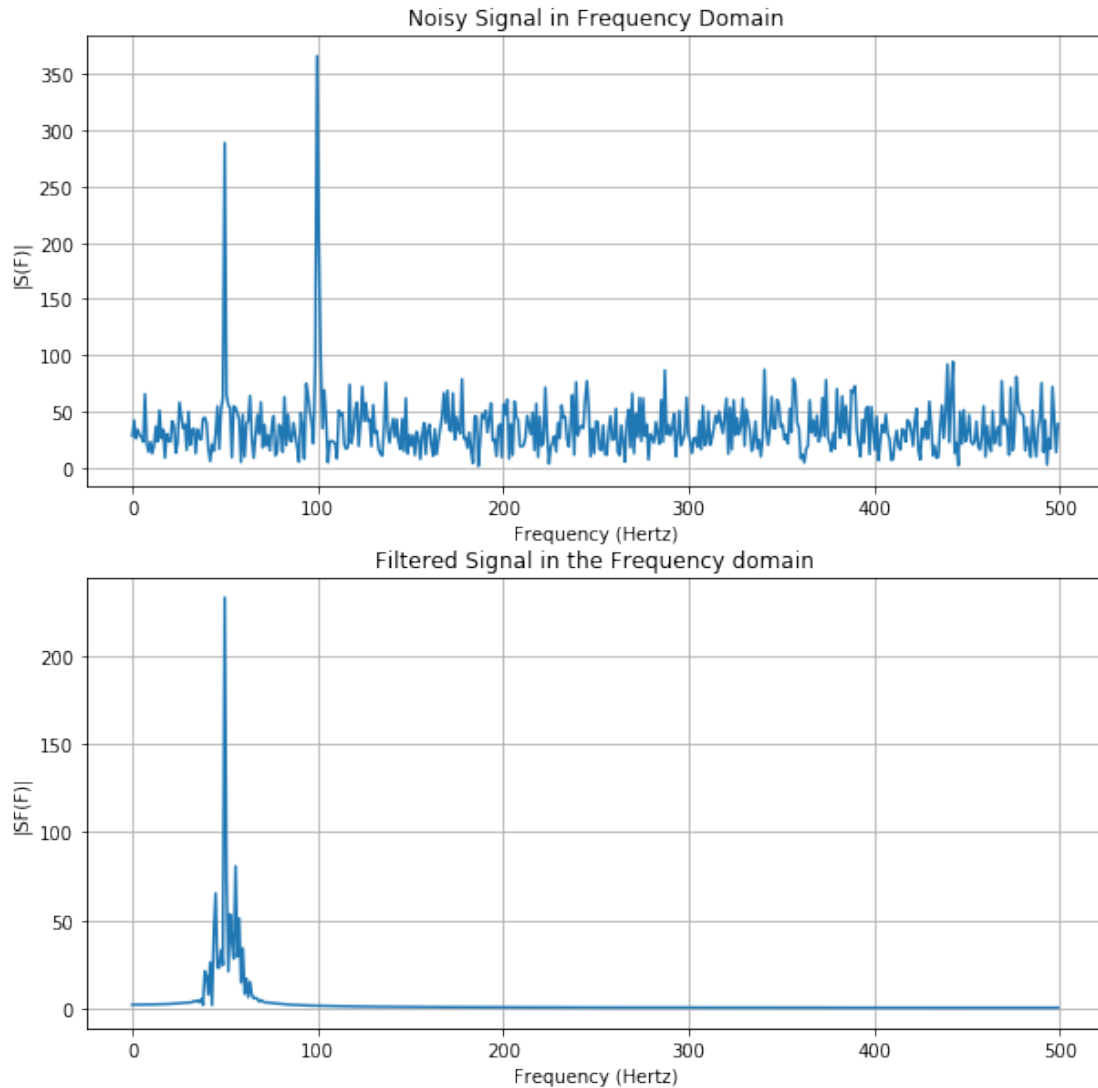 Noisy Signal in Frequency Domain
350
300
250
200
150
100
50
0
|S(F)|
0 100 200 300 400 500
Frequency (Hertz)
Filtered Signal in the Frequency domain
200
150
100
50
0
|SF(F)|
0 100 200 300 400 500
Frequency (Hertz)